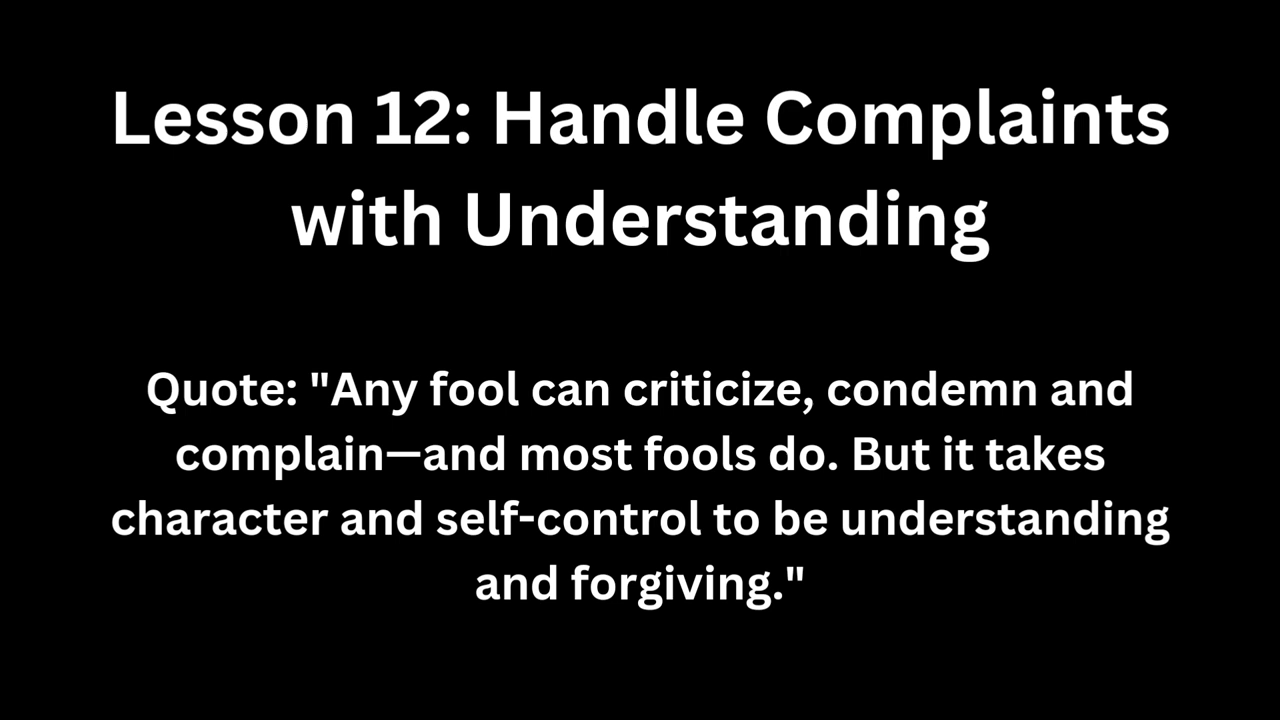 Lesson 12: Handle Complaints
with Understanding
Quote: "Any fool can criticize, condemn and
complain—and most fools do. But it takes
character and self-control to be understanding
and forgiving."